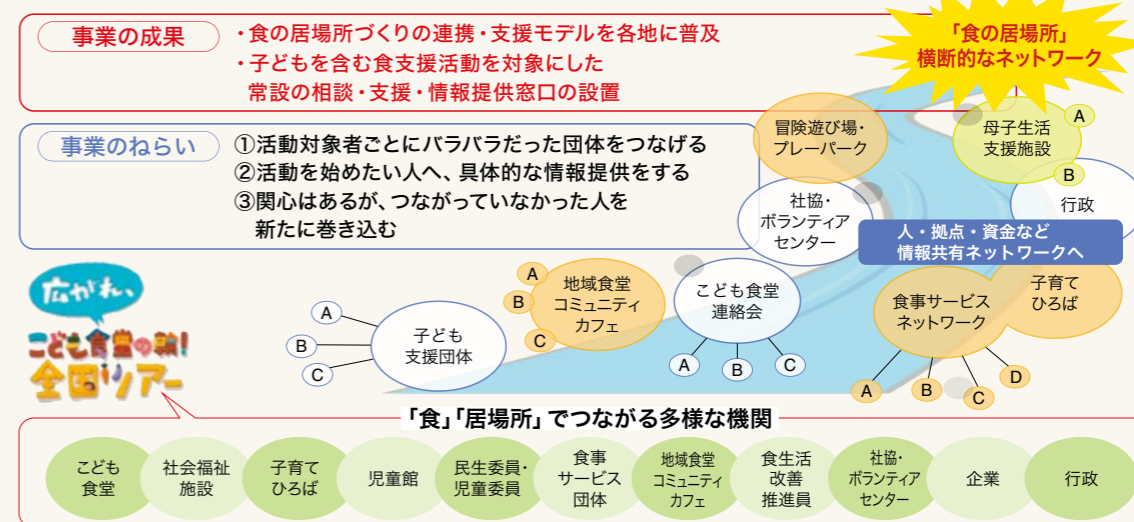 事業の成果
・食の居場所づくりの連携・支援モデルを各地に普及
・子どもを含む食支援活動を対象にした
常設の相談・支援・情報提供窓口の設置
「食の居場所」
横断的なネットワーク
事業のねらい
①活動対象者ごとにバラバラだった団体をつなげる
②活動を始めたい人へ、具体的な情報提供をする
③関心はあるが、つながっていなかった人を
新たに巻き込む
冒険遊び場・
プレーパーク
母子生活
支援施設
A
B
行政
社協・
ボランティア
センター
人・拠点・資金など
情報共有ネットワークへ
広がれ、
こども食堂の輪!
全国ツアー
A
B
C
子ども
支援団体
A
B
C
地域食堂
コミュニティ
カフェ
こども食堂
連絡会
A
B
C
食事サービス
ネットワーク
A
B
C
D
子育て
ひろば
「食」「居場所」でつながる多様な機関
こども
食堂
社会福祉
施設
子育て
ひろば
児童館
民生委員・
児童委員
食事
サービス
団体
地域食堂
コミュニティ
カフェ
食生活
改善
推進員
社協・
ボランティア
センター
企業
行政